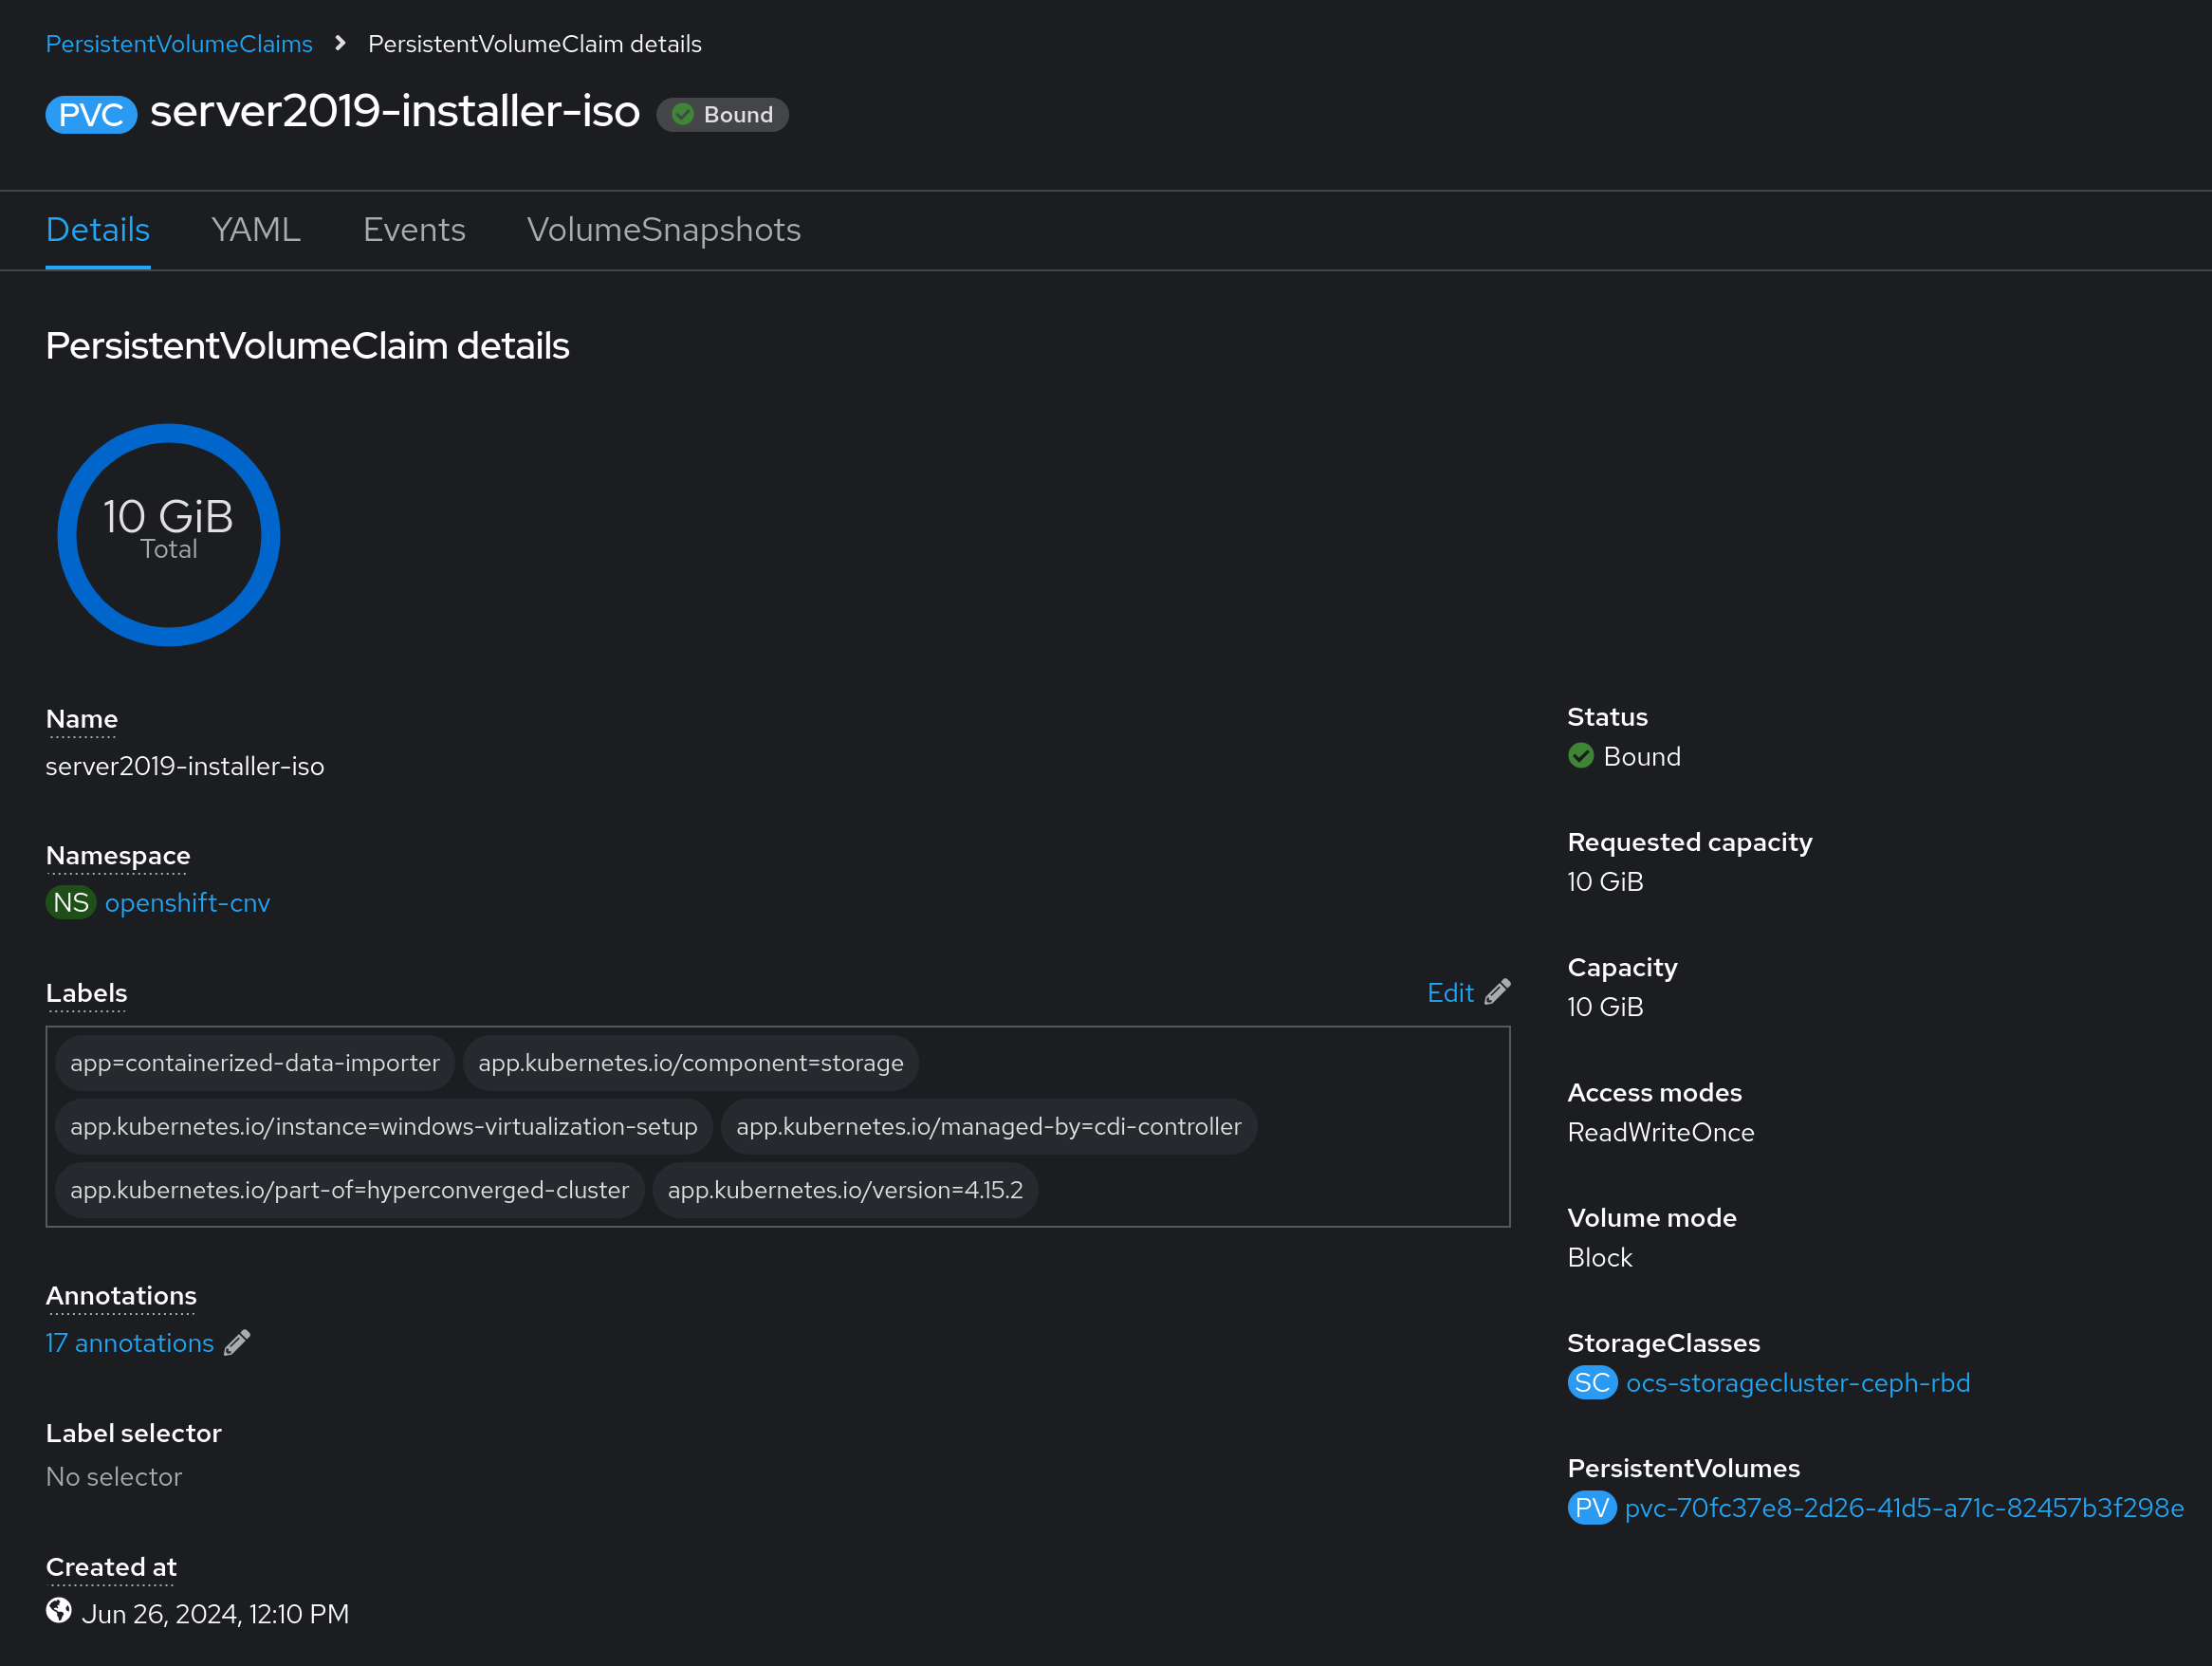 PersistentVolumeClaims > PersistentVolumeClaim details
PVC server2019-installer-iso Bound
Details YAML Events VolumeSnapshots
PersistentVolumeClaim details
10 GiB
Total
Name
server2019-installer-iso
Namespace
NS openshift-cnv
Labels Edit
app=containerized-data-importer app.kubernetes.io/component=storage
app.kubernetes.io/instance=windows-virtualization-setup app.kubernetes.io/managed-by=cdi-controller
app.kubernetes.io/part-of=hyperconverged-cluster app.kubernetes.io/version=4.15.2
Annotations
17 annotations
Label selector
No selector
Created at
Jun 26, 2024, 12:10 PM
Status
Bound
Requested capacity
10 GiB
Capacity
10 GiB
Access modes
ReadWriteOnce
Volume mode
Block
StorageClasses
SC ocs-storagecluster-ceph-rbd
PersistentVolumes
PV pvc-70fc37e8-2d26-41d5-a71c-82457b3f298e